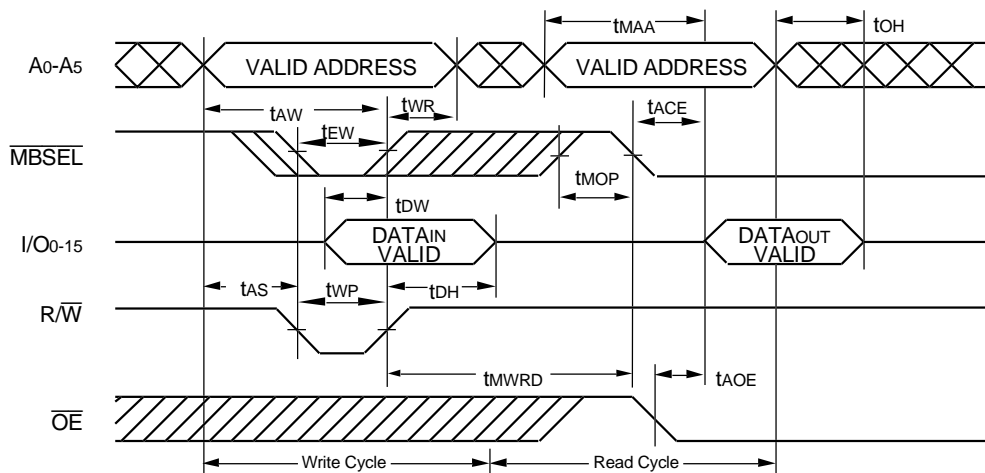 tMAA
tOH
A0-A5
VALID ADDRESS
VALID ADDRESS
tAW
tWR
tACE
tEW
MBSEL
tMOP
tDW
I/O0-15
DATAIN
VALID
DATAOUT
VALID
tAS
tWP
tDH
R/W
tMWRD
tAOE
OE
Write Cycle
Read Cycle